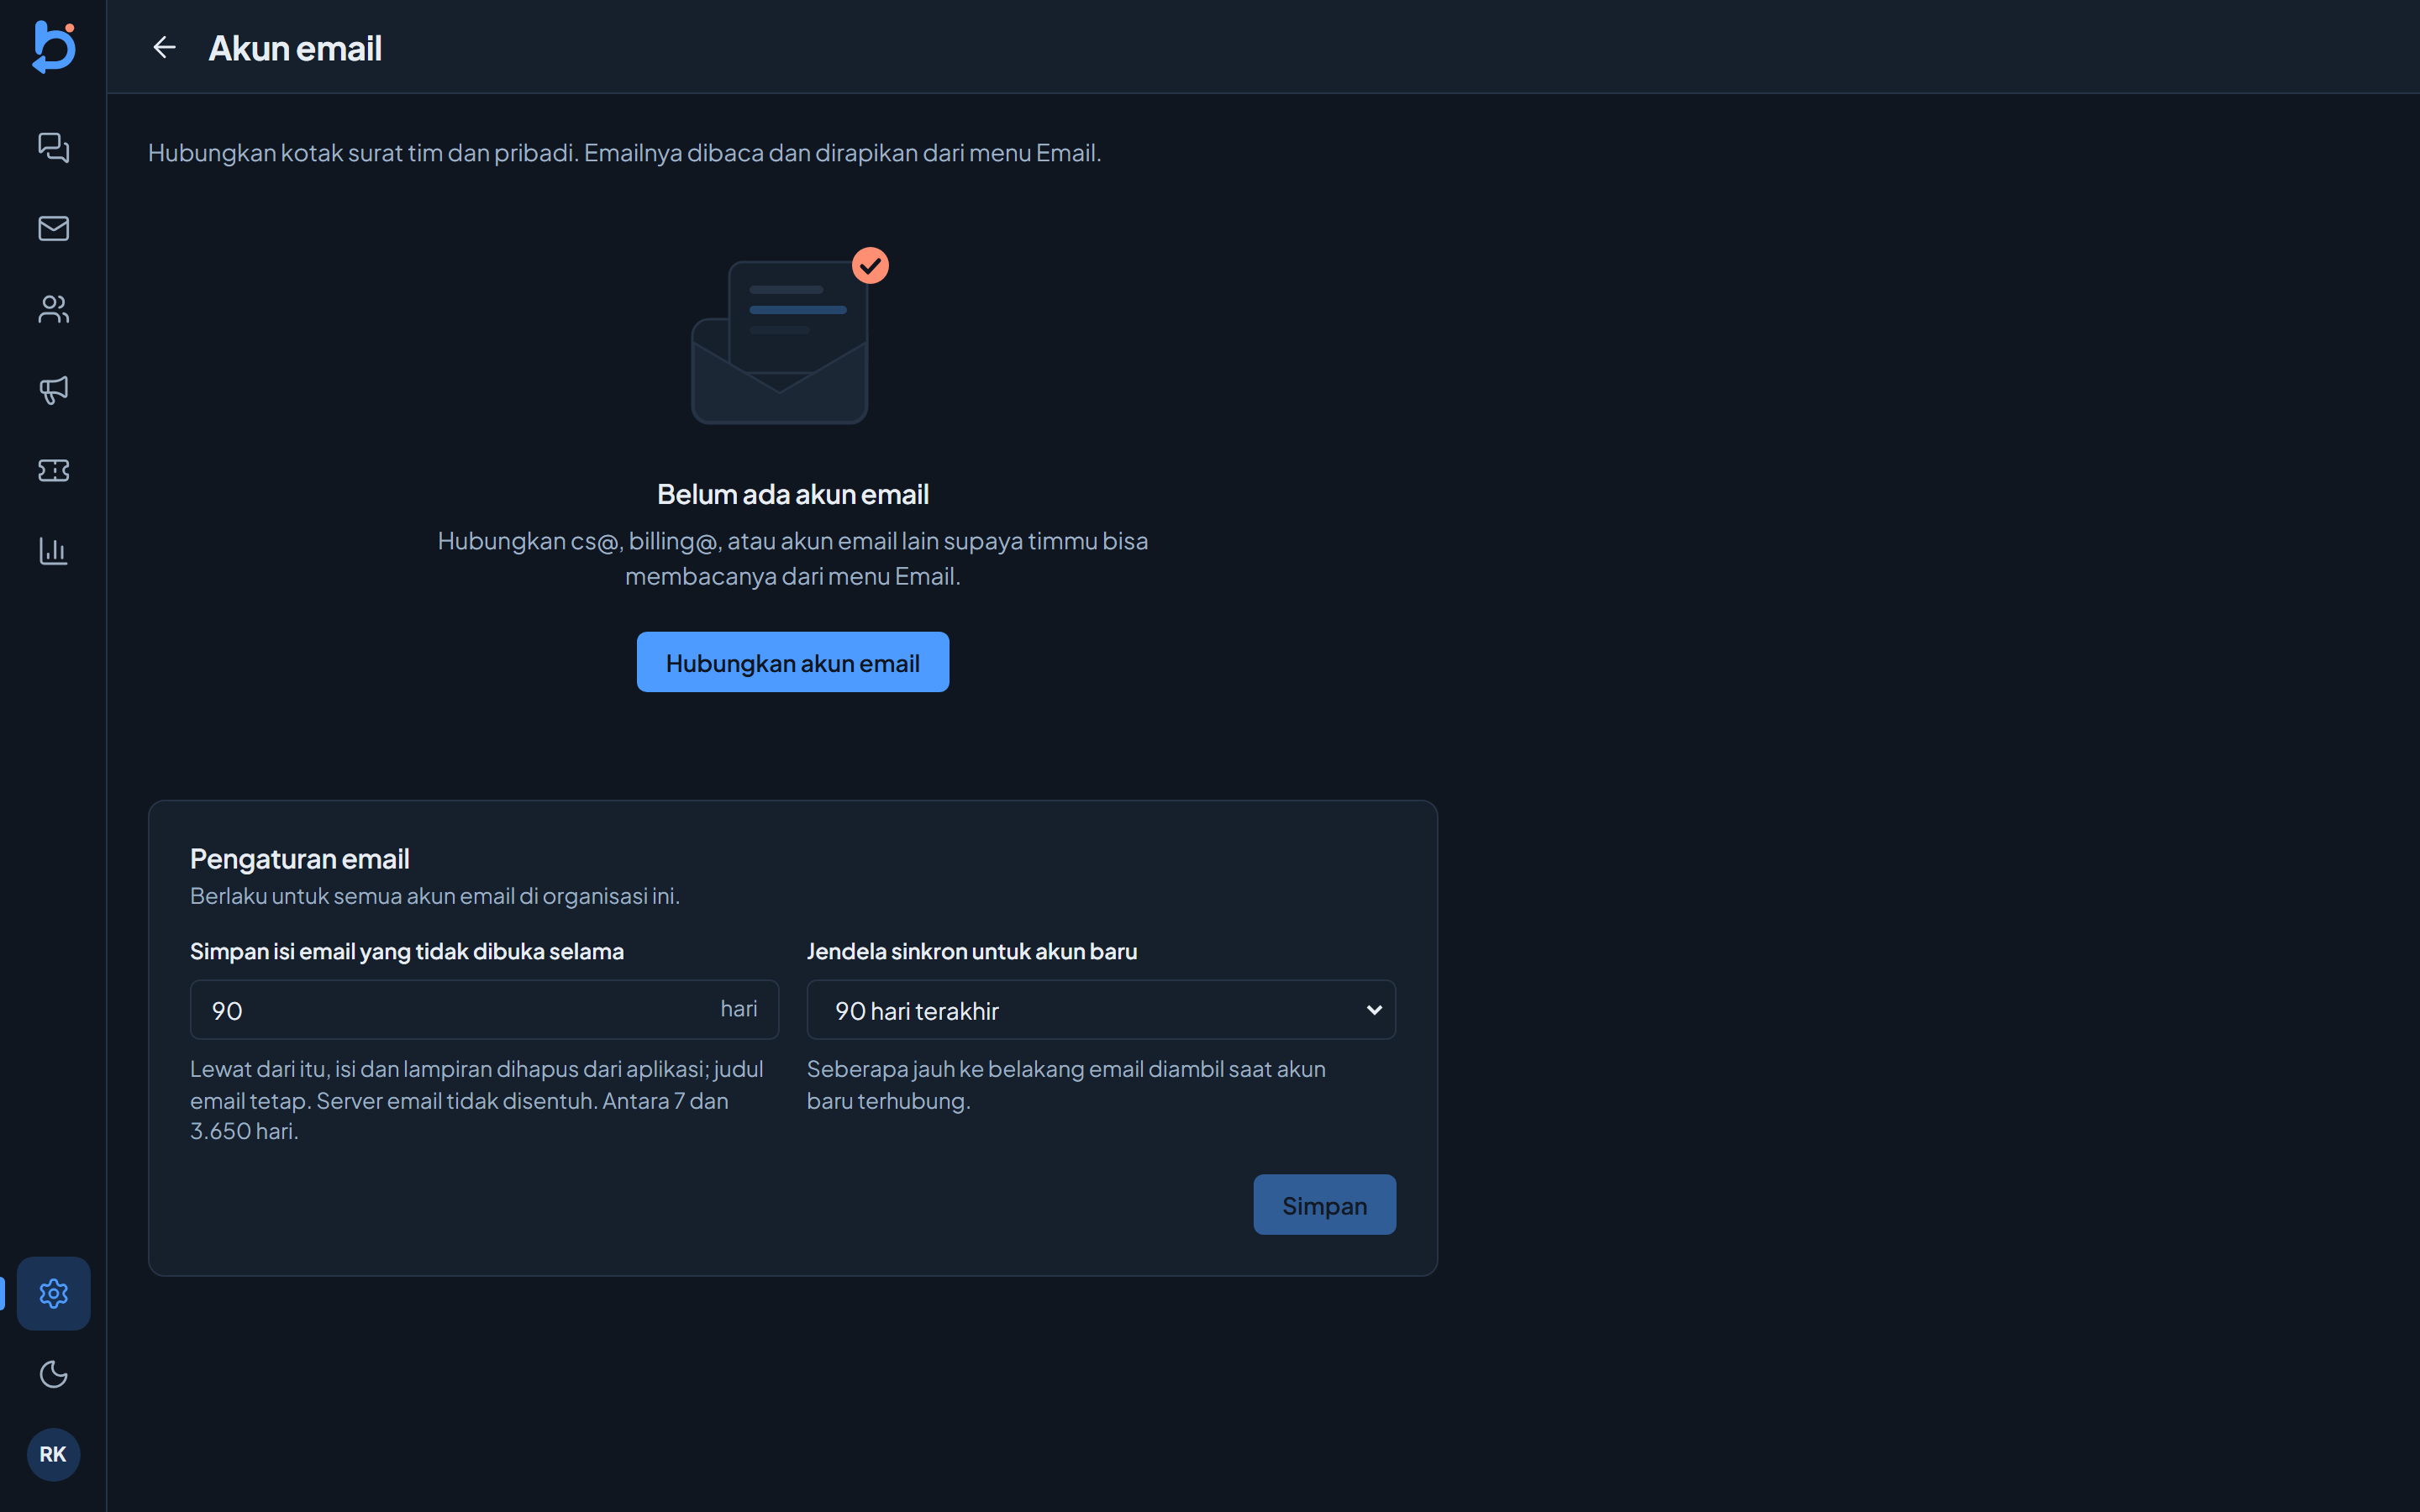 Akun email
Hubungkan kotak surat tim dan pribadi. Emailnya dibaca dan dirapikan dari menu Email.
Belum ada akun email
Hubungkan cs@, billing@, atau akun email lain supaya timmu bisa
membacanya dari menu Email.
Hubungkan akun email
Pengaturan email
Berlaku untuk semua akun email di organisasi ini.
Simpan isi email yang tidak dibuka selama
90 hari
Lewat dari itu, isi dan lampiran dihapus dari aplikasi; judul
email tetap. Server email tidak disentuh. Antara 7 dan
3.650 hari.
Jendela sinkron untuk akun baru
90 hari terakhir
Seberapa jauh ke belakang email diambil saat akun
baru terhubung.
Simpan
RK